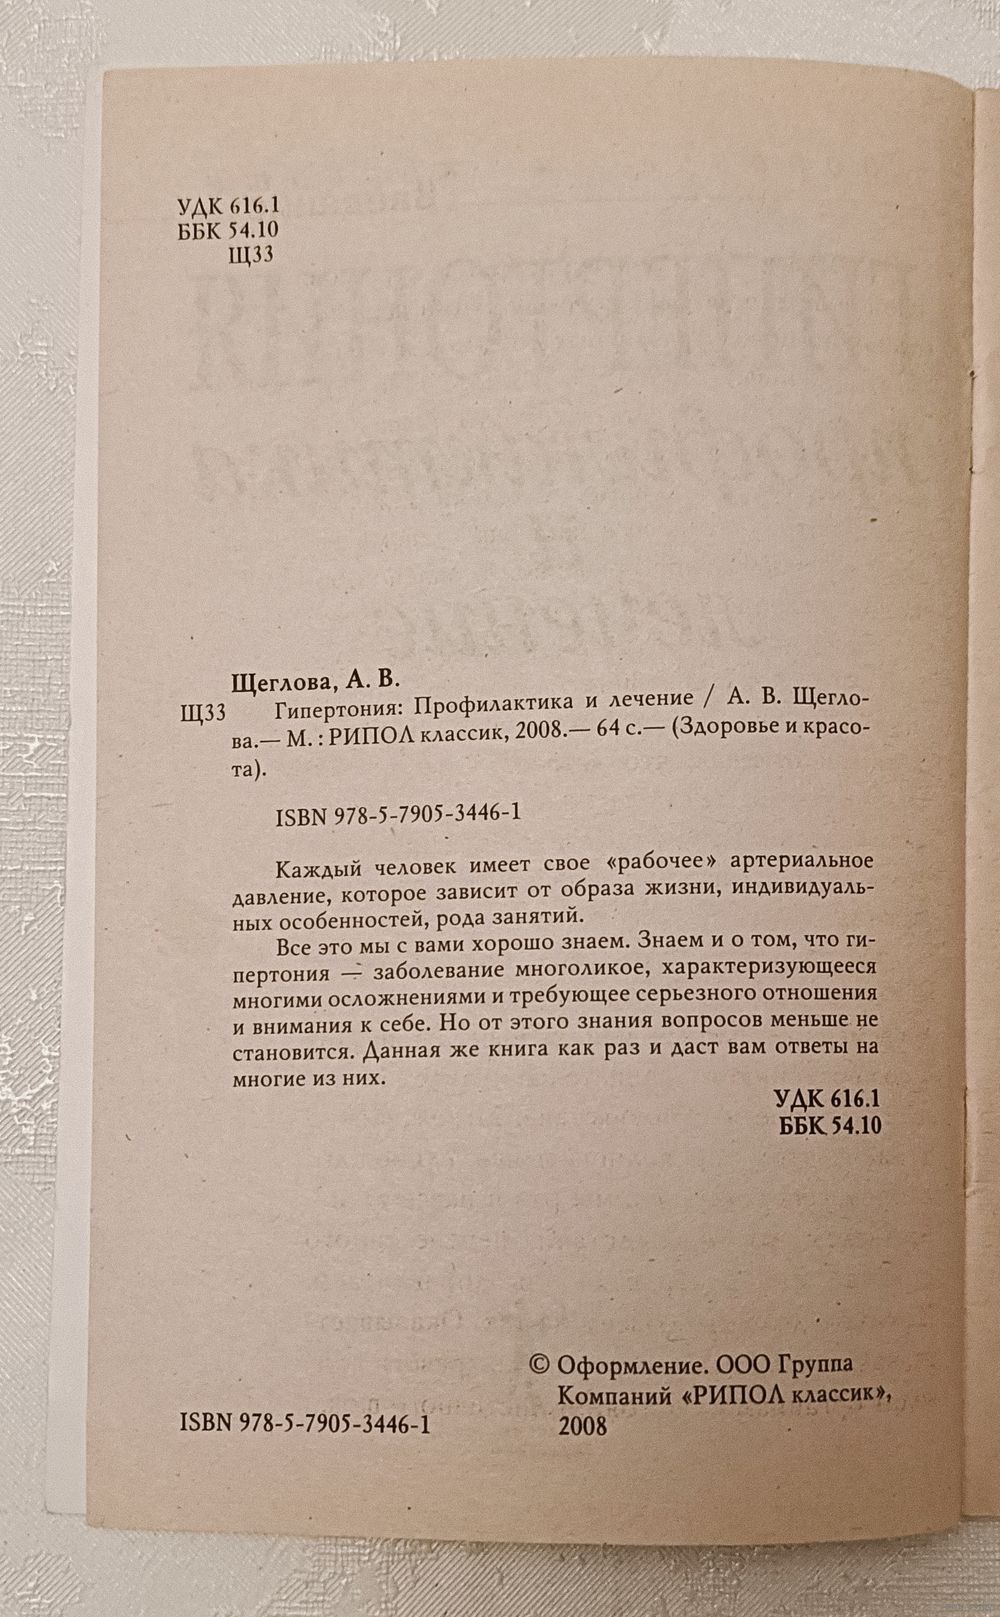 УДК 616.1
ББК 54.10
Щ33
Щеглова, А. В.
Щ33 Гипертония: Профилактика и лечение / А. В. Щегло-
ва.— М. : РИПОЛ классик, 2008.— 64 с.— (Здоровье и красо-
та).
ISBN 978-5-7905-3446-1
Каждый человек имеет свое «рабочее» артериальное
давление, которое зависит от образа жизни, индивидуаль-
ных особенностей, рода занятий.
Все это мы с вами хорошо знаем. Знаем и о том, что ги-
пертония — заболевание многоликое, характеризующееся
многими осложнениями и требующее серьезного отношения
и внимания к себе. Но от этого знания вопросов меньше не
становится. Данная же книга как раз и даст вам ответы на
многие из них.
УДК 616.1
ББК 54.10
© Оформление. ООО Группа
Компаний «РИПОЛ классик»,
2008
ISBN 978-5-7905-3446-1